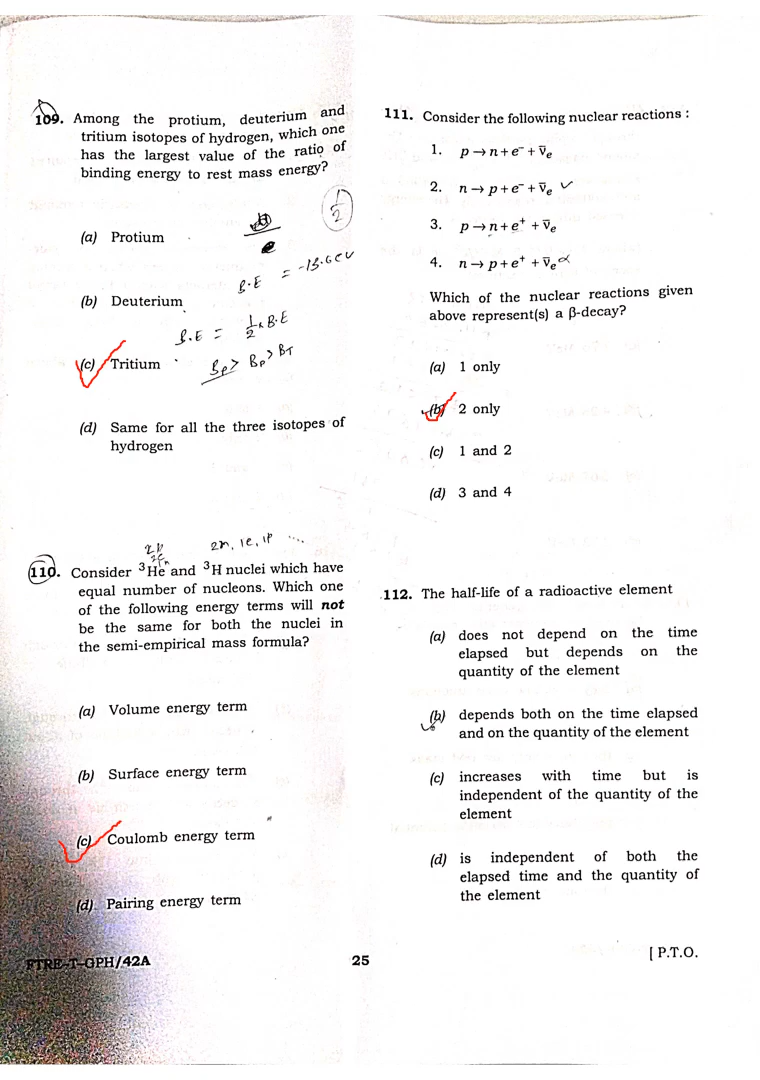 109. Among the protium, deuterium and
tritium isotopes of hydrogen, which one
has the largest value of the ratio of
binding energy to rest mass energy?
1/2
(a) Protium
B.E = -13.6 eV
(b) Deuterium
B.E = 1/2 x B.E
(c) Tritium
(d) Same for all the three isotopes of
hydrogen
2n, 1e, 1p ...
110. Consider ³He and ³H nuclei which have
equal number of nucleons. Which one
of the following energy terms will not
be the same for both the nuclei in
the semi-empirical mass formula?
(a) Volume energy term
(b) Surface energy term
(c) Coulomb energy term
(d) Pairing energy term
FTRE-T-GPH/42A
111. Consider the following nuclear reactions :
1. p → n + e⁻ + ν̄ₑ
2. n → p + e⁻ + ν̄ₑ
3. p → n + e⁺ + ν̄ₑ
4. n → p + e⁺ + ν̄ₑ
Which of the nuclear reactions given
above represent(s) a β-decay?
(a) 1 only
(b) 2 only
(c) 1 and 2
(d) 3 and 4
112. The half-life of a radioactive element
(a) does not depend on the time
elapsed but depends on the
quantity of the element
(b) depends both on the time elapsed
and on the quantity of the element
(c) increases with time but is
independent of the quantity of the
element
(d) is independent of both the
elapsed time and the quantity of
the element
25
[ P.T.O.